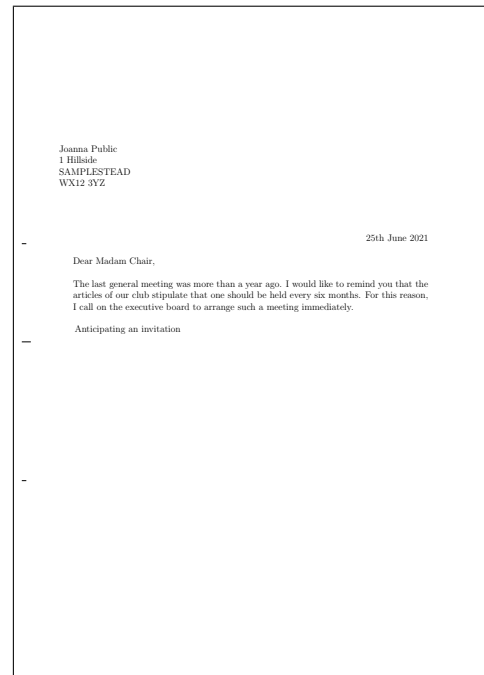 Joanna Public
1 Hillside
SAMPLESTEAD
WX12 3YZ
25th June 2021
Dear Madam Chair,
The last general meeting was more than a year ago. I would like to remind you that the
articles of our club stipulate that one should be held every six months. For this reason,
I call on the executive board to arrange such a meeting immediately.
Anticipating an invitation